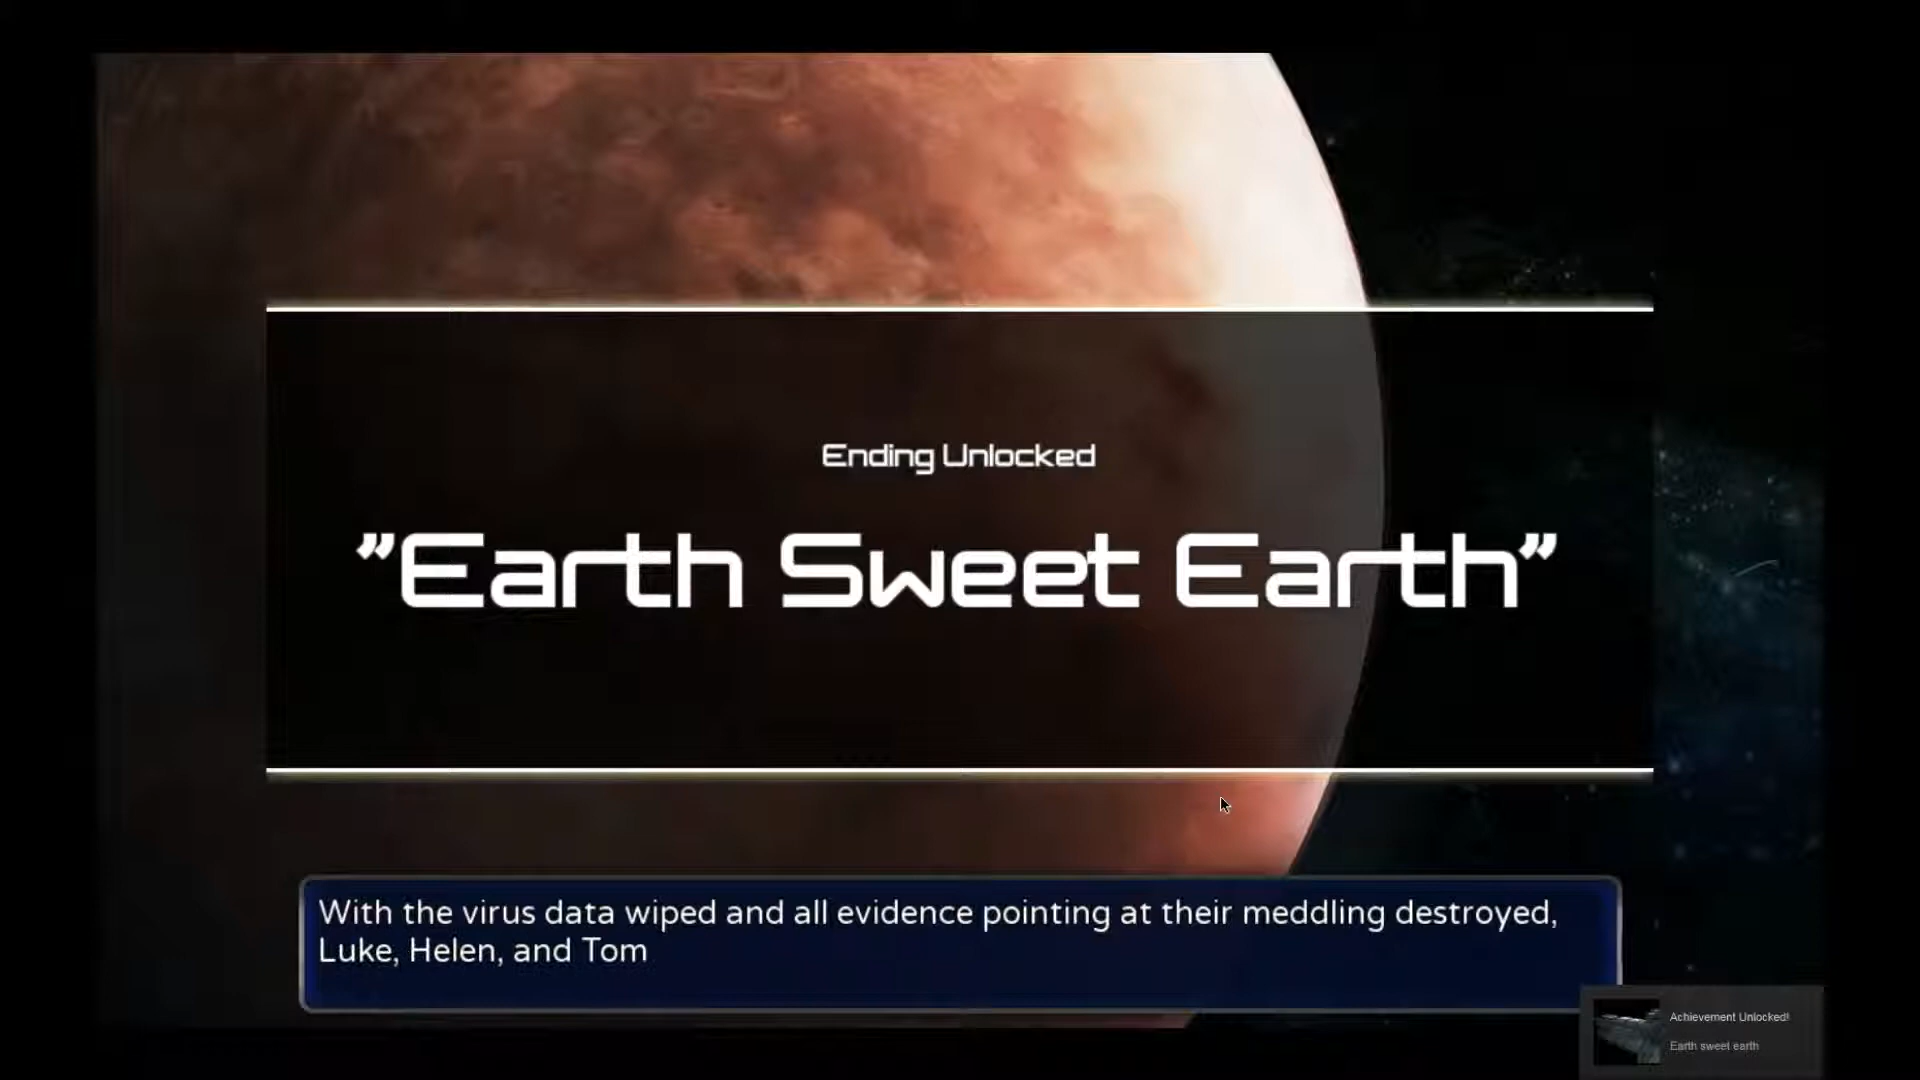 Ending Unlocked
”Earth Sweet Earth”
With the virus data wiped and all evidence pointing at their meddling destroyed,
Luke, Helen, and Tom
Achievement Unlocked!
Earth sweet earth